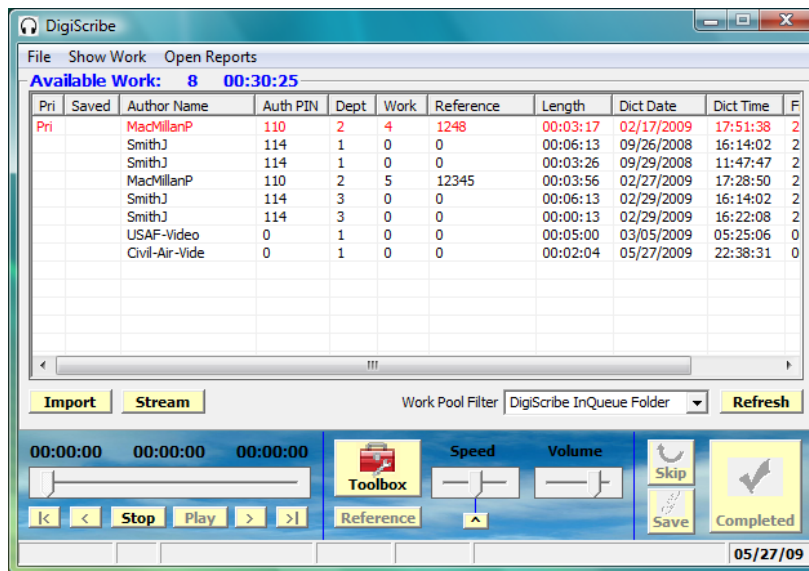 DigiScribe
File Show Work Open Reports
Available Work: 8 00:30:25
Pri Saved Author Name Auth PIN Dept Work Reference Length Dict Date Dict Time F
Pri MacMillanP 110 2 4 1248 00:03:17 02/17/2009 17:51:38 2
SmithJ 114 1 0 0 00:06:13 09/26/2008 16:14:02 2
SmithJ 114 1 0 0 00:03:26 09/29/2008 11:47:47 2
MacMillanP 110 2 5 12345 00:03:56 02/27/2009 17:28:50 2
SmithJ 114 3 0 0 00:06:13 02/29/2009 16:14:02 2
SmithJ 114 3 0 0 00:00:13 02/29/2009 16:22:08 2
USAF-Video 0 1 0 0 00:05:00 03/05/2009 05:25:06 0
Civil-Air-Vide 0 1 0 0 00:02:04 05/27/2009 22:38:31 0
Import Stream Work Pool Filter DigiScribe InQueue Folder Refresh
00:00:00 00:00:00 00:00:00 Speed Volume
Skip
Toolbox
|< < Stop Play > >| Reference ^ Save Completed
05/27/09